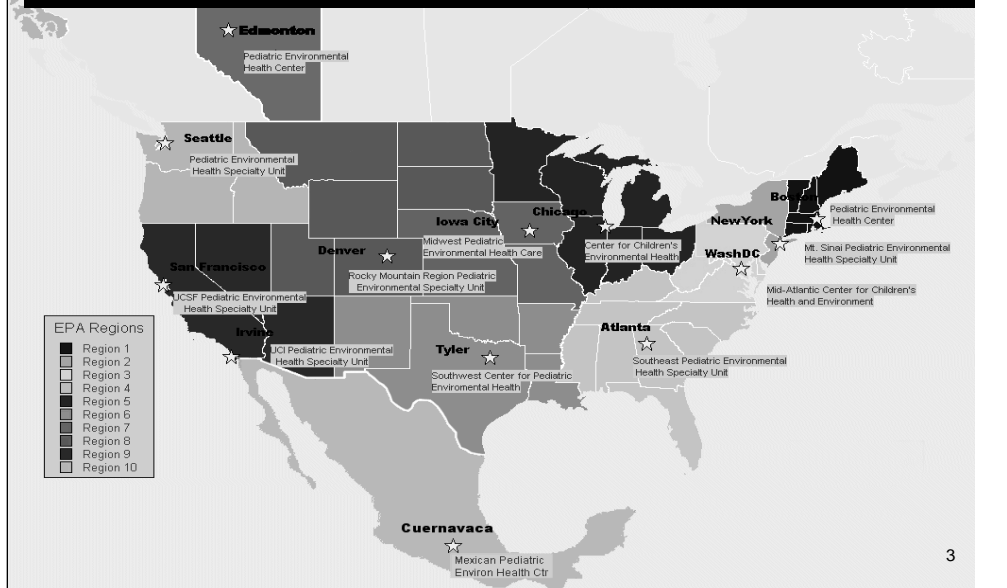 Edmonton
Pediatric Environmental
Health Center
Seattle
Pediatric Environmental
Health Specialty Unit
Boston
Pediatric Environmental
Health Center
NewYork
Mt. Sinai Pediatric Environmental
Health Specialty Unit
WashDC
Mid-Atlantic Center for Children's
Health and Environment
Chicago
Center for Children's
Environmental Health
Iowa City
Midwest Pediatric
Environmental Health Care
Denver
Rocky Mountain Region Pediatric
Environmental Specialty Unit
San Francisco
UCSF Pediatric Environmental
Health Specialty Unit
Irvine
UCI Pediatric Environmental
Health Specialty Unit
Tyler
Southwest Center for Pediatric
Enviromental Health
Atlanta
Southeast Pediatric Environmental
Health Specialty Unit
EPA Regions
Region 1
Region 2
Region 3
Region 4
Region 5
Region 6
Region 7
Region 8
Region 9
Region 10
Cuernavaca
Mexican Pediatric
Environ Health Ctr
3